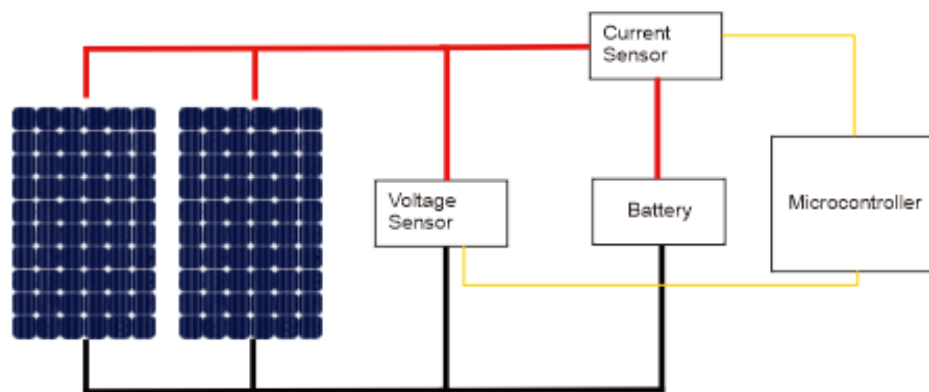 Current
Sensor
Voltage
Sensor
Battery
Microcontroller